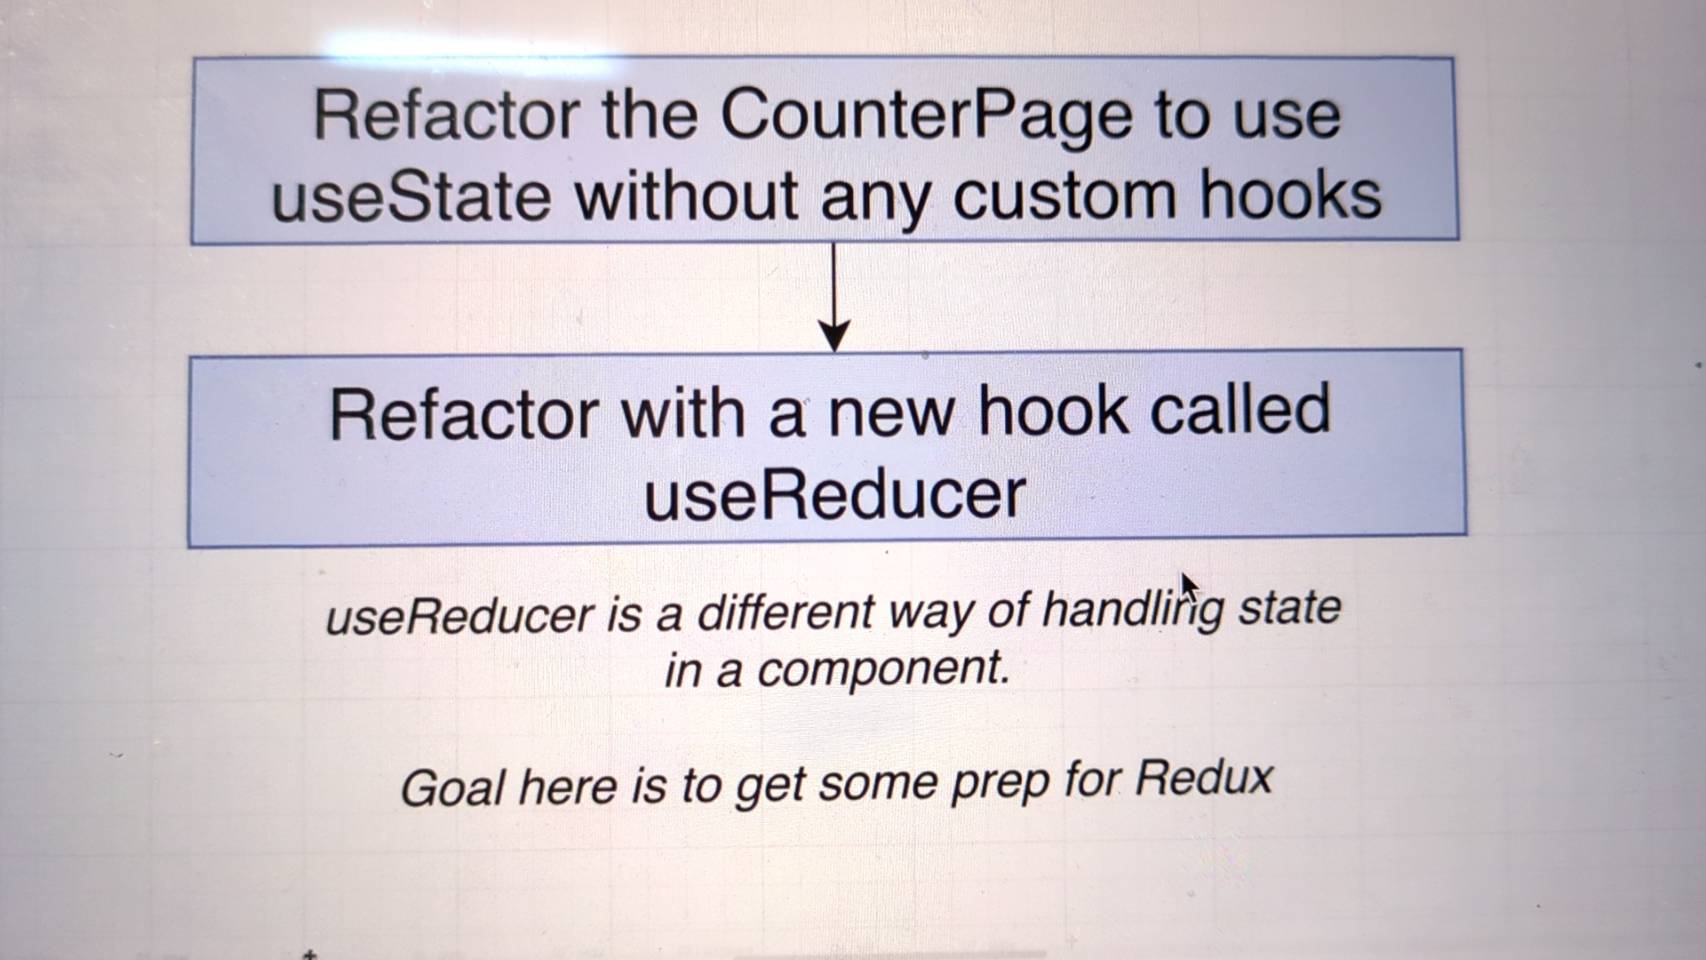 Refactor the CounterPage to use
useState without any custom hooks
Refactor with a new hook called
useReducer
useReducer is a different way of handling state
in a component.
Goal here is to get some prep for Redux